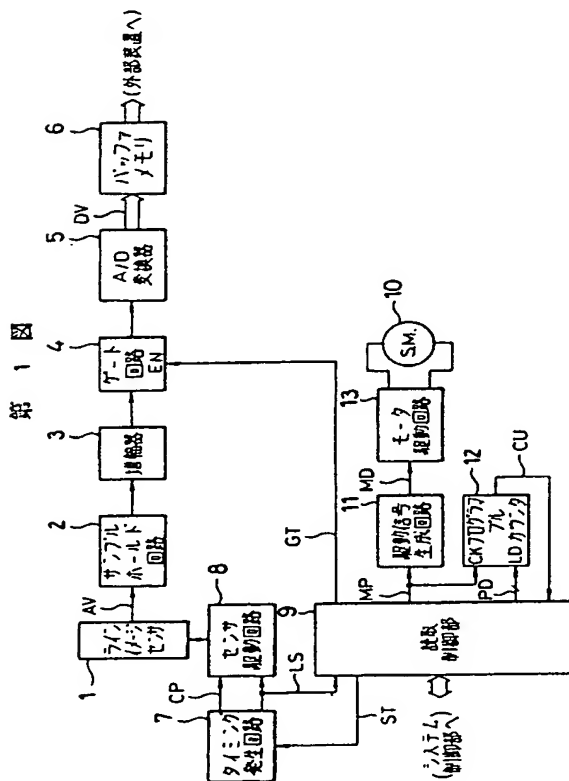 第 1 図
1
ライン
イメージ
センサ
AV
2
サンプル
ホールド
回路
3
増幅器
4
ゲート
回路
EN
5
A/D
変換器
DV
6
バッファ
メモリ
(外部装置へ)
7
タイミング
発生回路
CP
LS
ST
8
センサ
駆動回路
9
読取
制御部
(システム
制御部へ)
GT
MP
PD
11
駆動信号
生成回路
MD
13
モータ
駆動回路
10
S.M.
12
CKプログラマ
ブル
LDカウンタ
CU